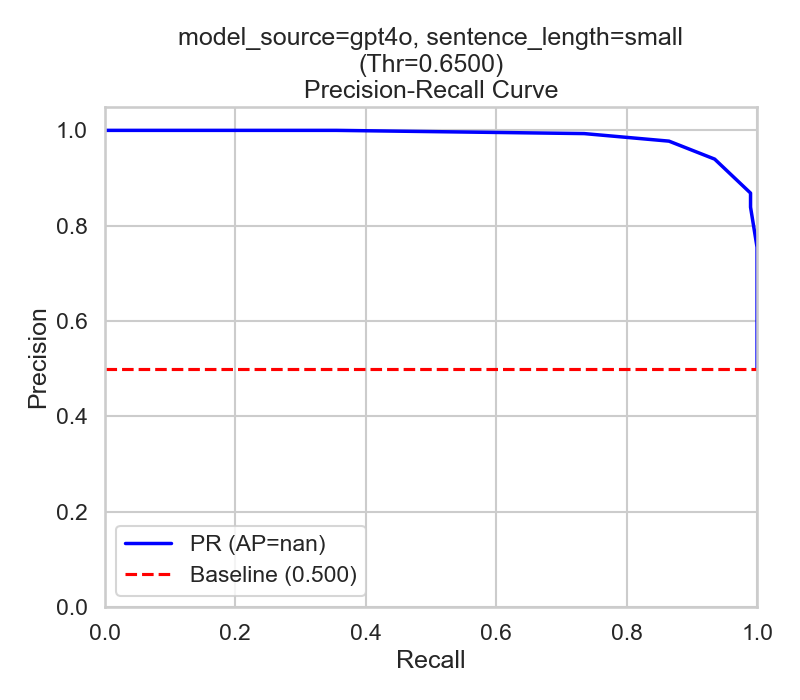 model_source=gpt4o, sentence_length=small
(Thr=0.6500)
Precision-Recall Curve
1.0
0.8
0.6
0.4
0.2
0.0
Precision
PR (AP=nan)
Baseline (0.500)
0.0 0.2 0.4 0.6 0.8 1.0
Recall